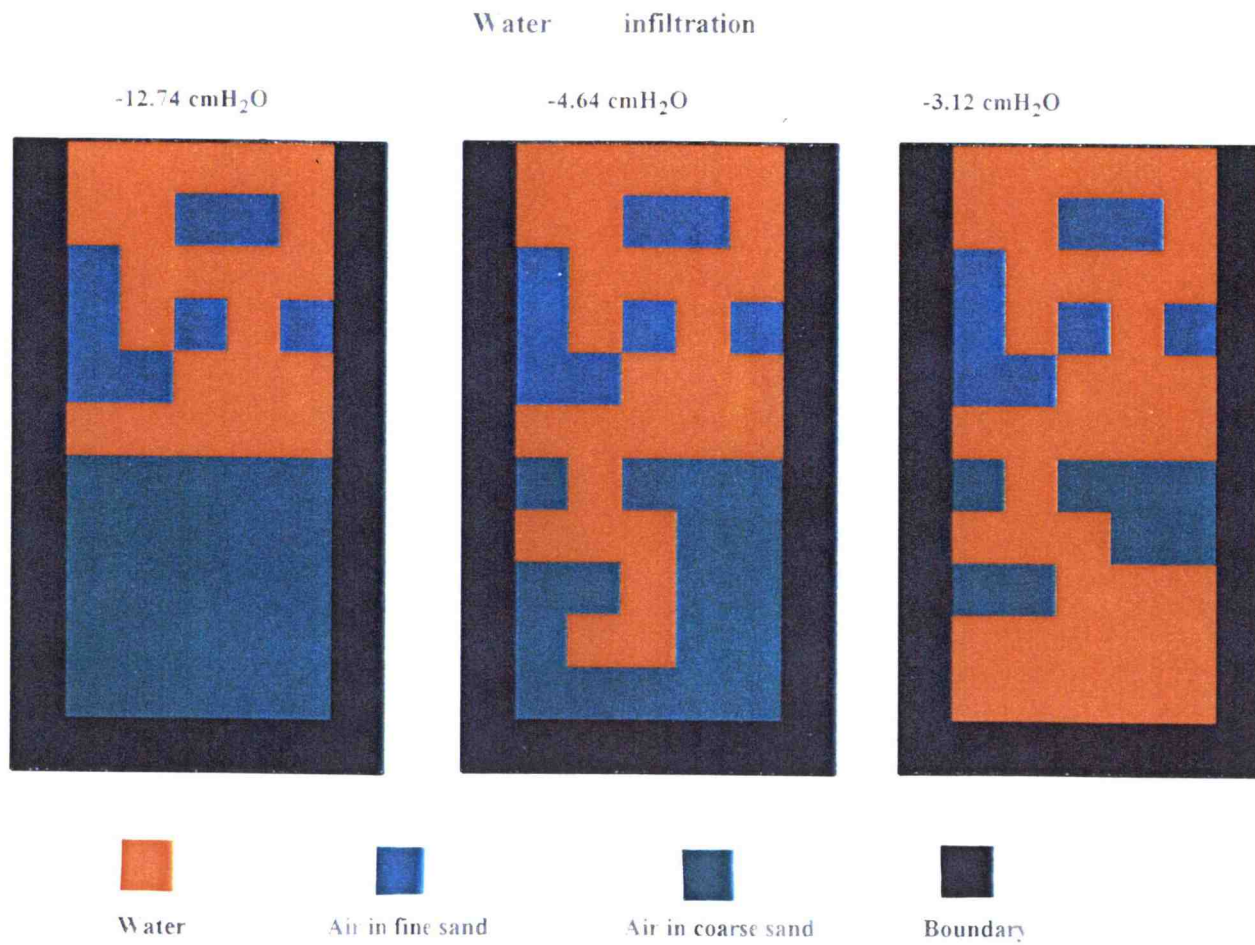 Water infiltration
-12.74 cmH₂O -4.64 cmH₂O -3.12 cmH₂O
Water Air in fine sand Air in coarse sand Boundary